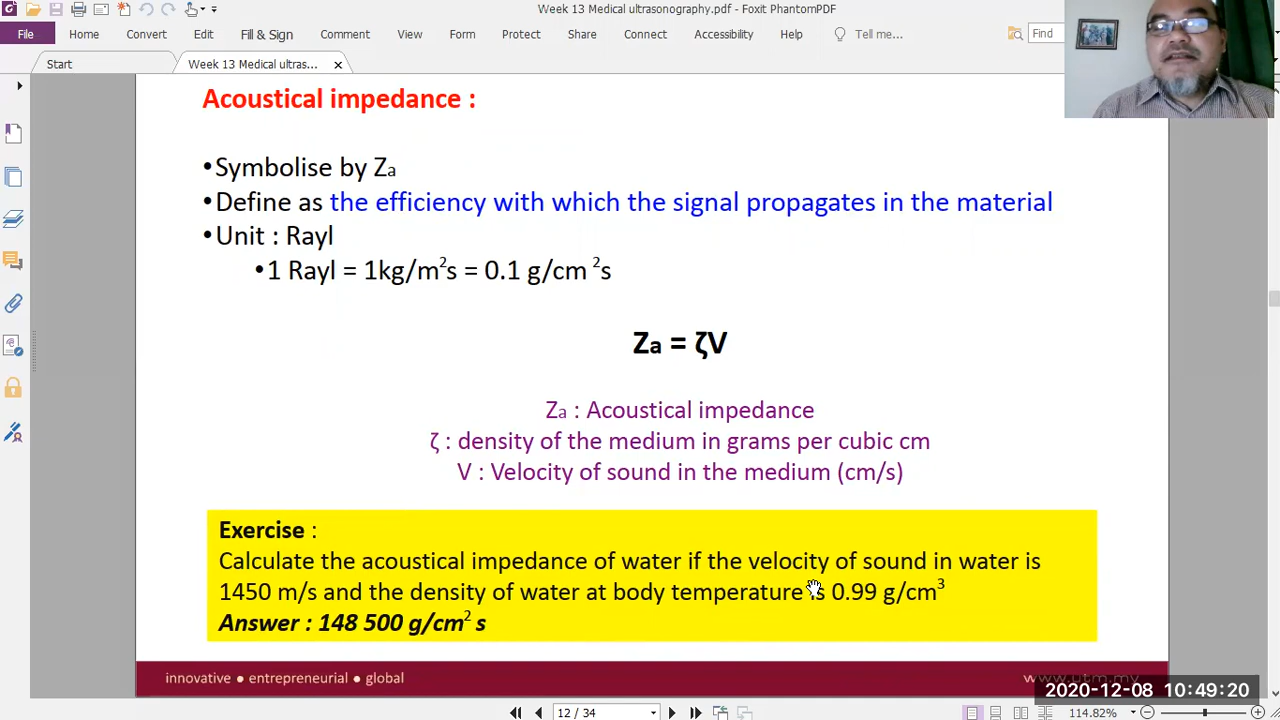 Week 13 Medical ultrasonography.pdf - Foxit PhantomPDF
File Home Convert Edit Fill & Sign Comment View Form Protect Share Connect Accessibility Help Tell me... Find
Start Week 13 Medical ultras...
Acoustical impedance :
•Symbolise by Za
•Define as the efficiency with which the signal propagates in the material
•Unit : Rayl
•1 Rayl = 1kg/m²s = 0.1 g/cm ²s
Za = ζV
Za : Acoustical impedance
ζ : density of the medium in grams per cubic cm
V : Velocity of sound in the medium (cm/s)
Exercise :
Calculate the acoustical impedance of water if the velocity of sound in water is
1450 m/s and the density of water at body temperature is 0.99 g/cm³
Answer : 148 500 g/cm² s
innovative ● entrepreneurial ● global
www.utm.my
2020-12-08 10:49:20
12 / 34
114.82%